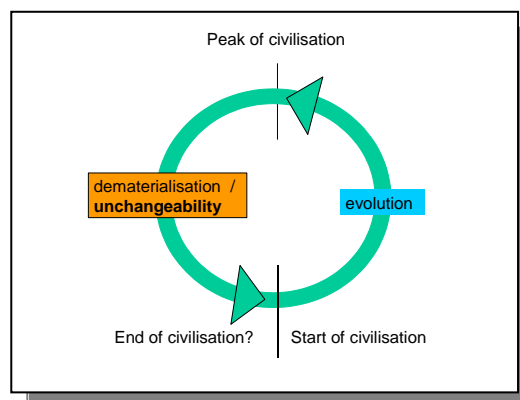 Peak of civilisation
dematerialisation /
unchangeability
evolution
End of civilisation?
Start of civilisation